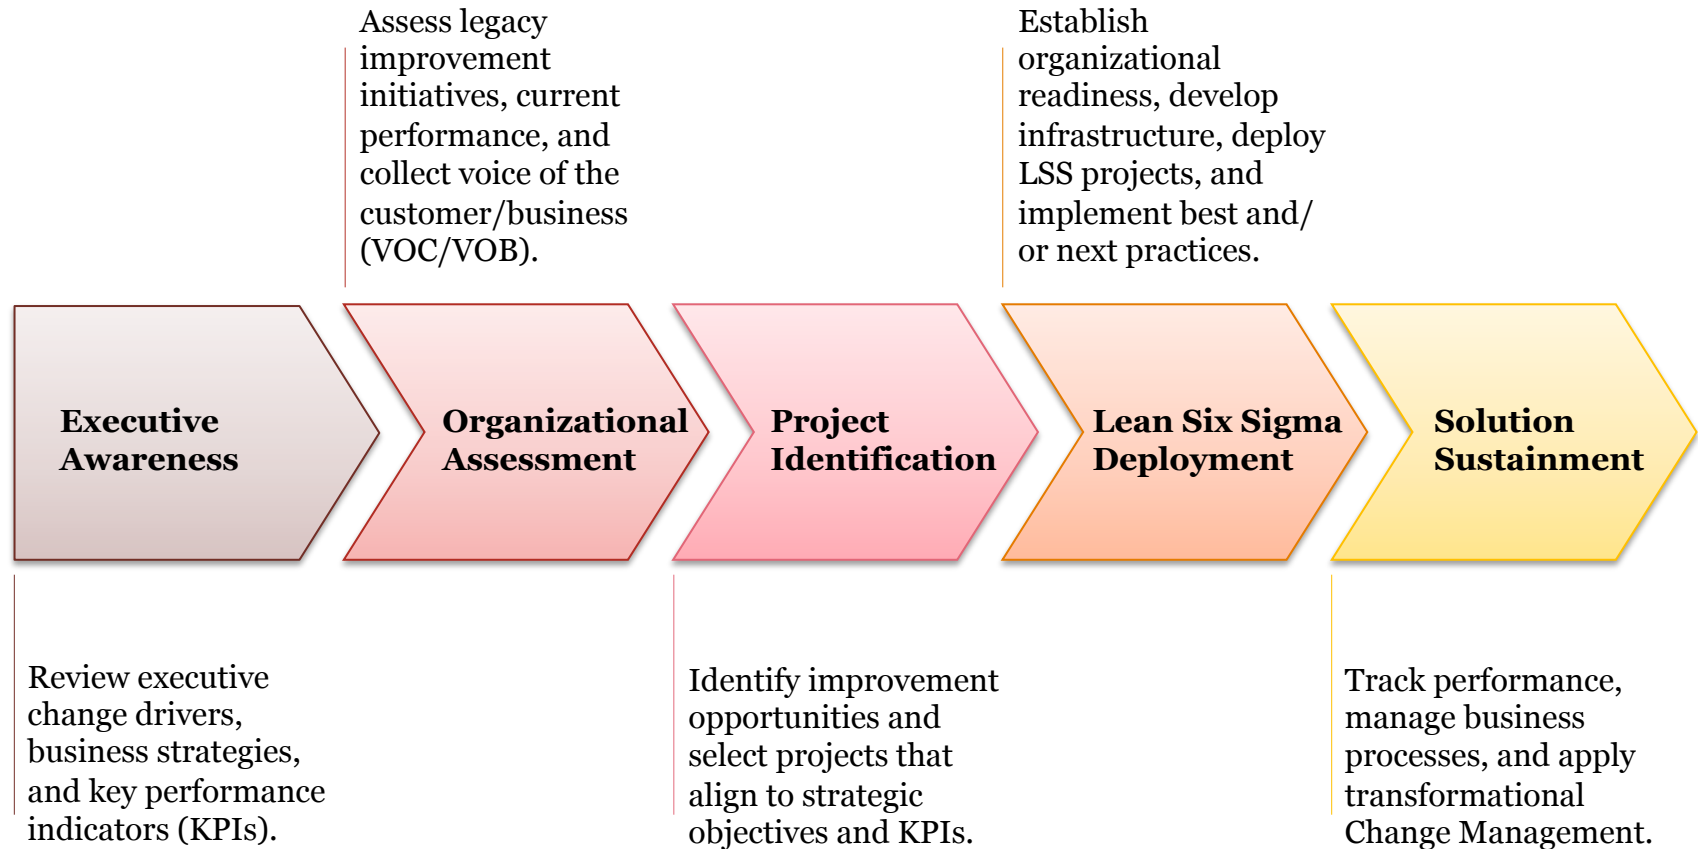 Assess legacy
improvement
initiatives, current
performance, and
collect voice of the
customer/business
(VOC/VOB).
Establish
organizational
readiness, develop
infrastructure, deploy
LSS projects, and
implement best and/
or next practices.
Executive
Awareness
Organizational
Assessment
Project
Identification
Lean Six Sigma
Deployment
Solution
Sustainment
Review executive
change drivers,
business strategies,
and key performance
indicators (KPIs).
Identify improvement
opportunities and
select projects that
align to strategic
objectives and KPIs.
Track performance,
manage business
processes, and apply
transformational
Change Management.